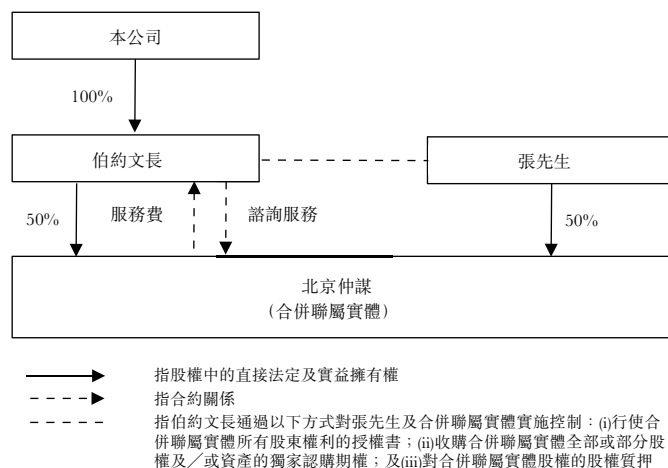 本公司
100%
伯約文長
張先生
50%
服務費
諮詢服務
50%
北京仲謀
(合併聯屬實體)
指股權中的直接法定及實益擁有權
指合約關係
指伯約文長通過以下方式對張先生及合併聯屬實體實施控制：(i)行使合
併聯屬實體所有股東權利的授權書；(ii)收購合併聯屬實體全部或部分股
權及／或資產的獨家認購期權；及(iii)對合併聯屬實體股權的股權質押